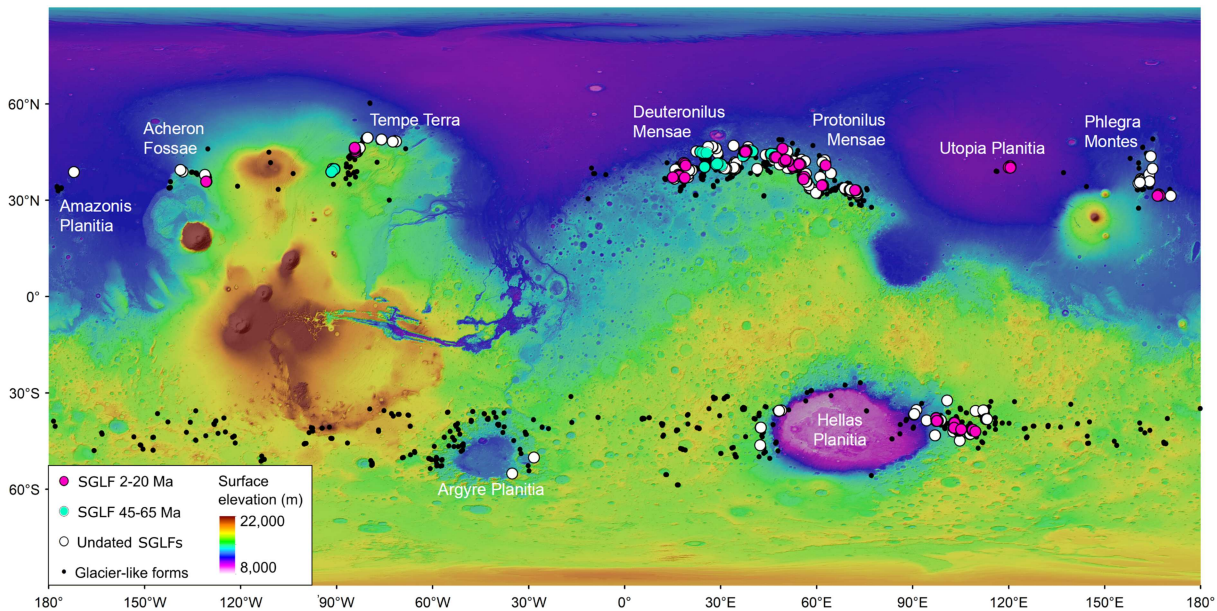 60°N
30°N
0°
30°S
60°S
Acheron
Fossae
Tempe Terra
Deuteronilus
Mensae
Protonilus
Mensae
Utopia Planitia
Phlegra
Montes
Amazonis
Planitia
Hellas
Planitia
Argyre Planitia
SGLF 2-20 Ma
SGLF 45-65 Ma
Undated SGLFs
Glacier-like forms
Surface
elevation (m)
22,000
8,000
180°
150°W
120°W
90°W
60°W
30°W
0°
30°E
60°E
90°E
120°E
150°E
180°